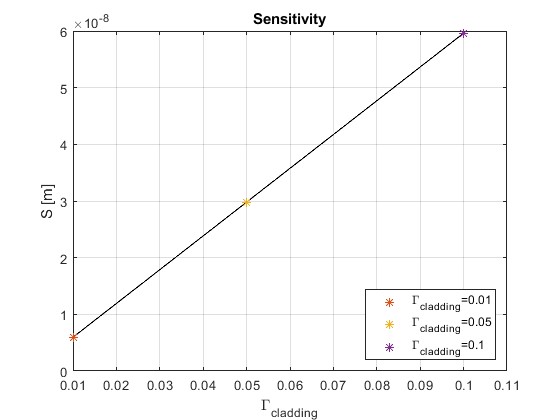 Sensitivity
×10-8
6
5
4
3
2
1
0
S [m]
Γcladding=0.01
Γcladding=0.05
Γcladding=0.1
0.01 0.02 0.03 0.04 0.05 0.06 0.07 0.08 0.09 0.1 0.11
Γcladding